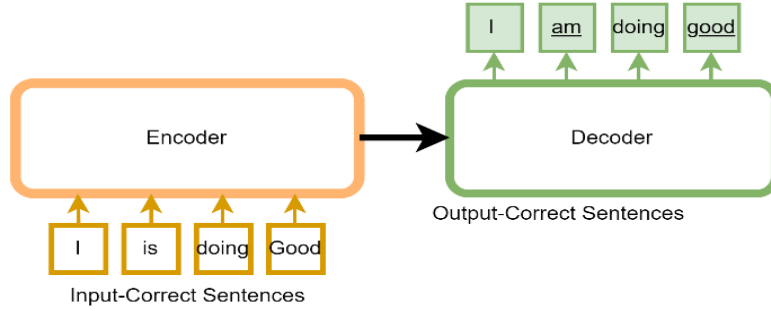 I am doing good
Encoder
Decoder
Output-Correct Sentences
I is doing Good
Input-Correct Sentences